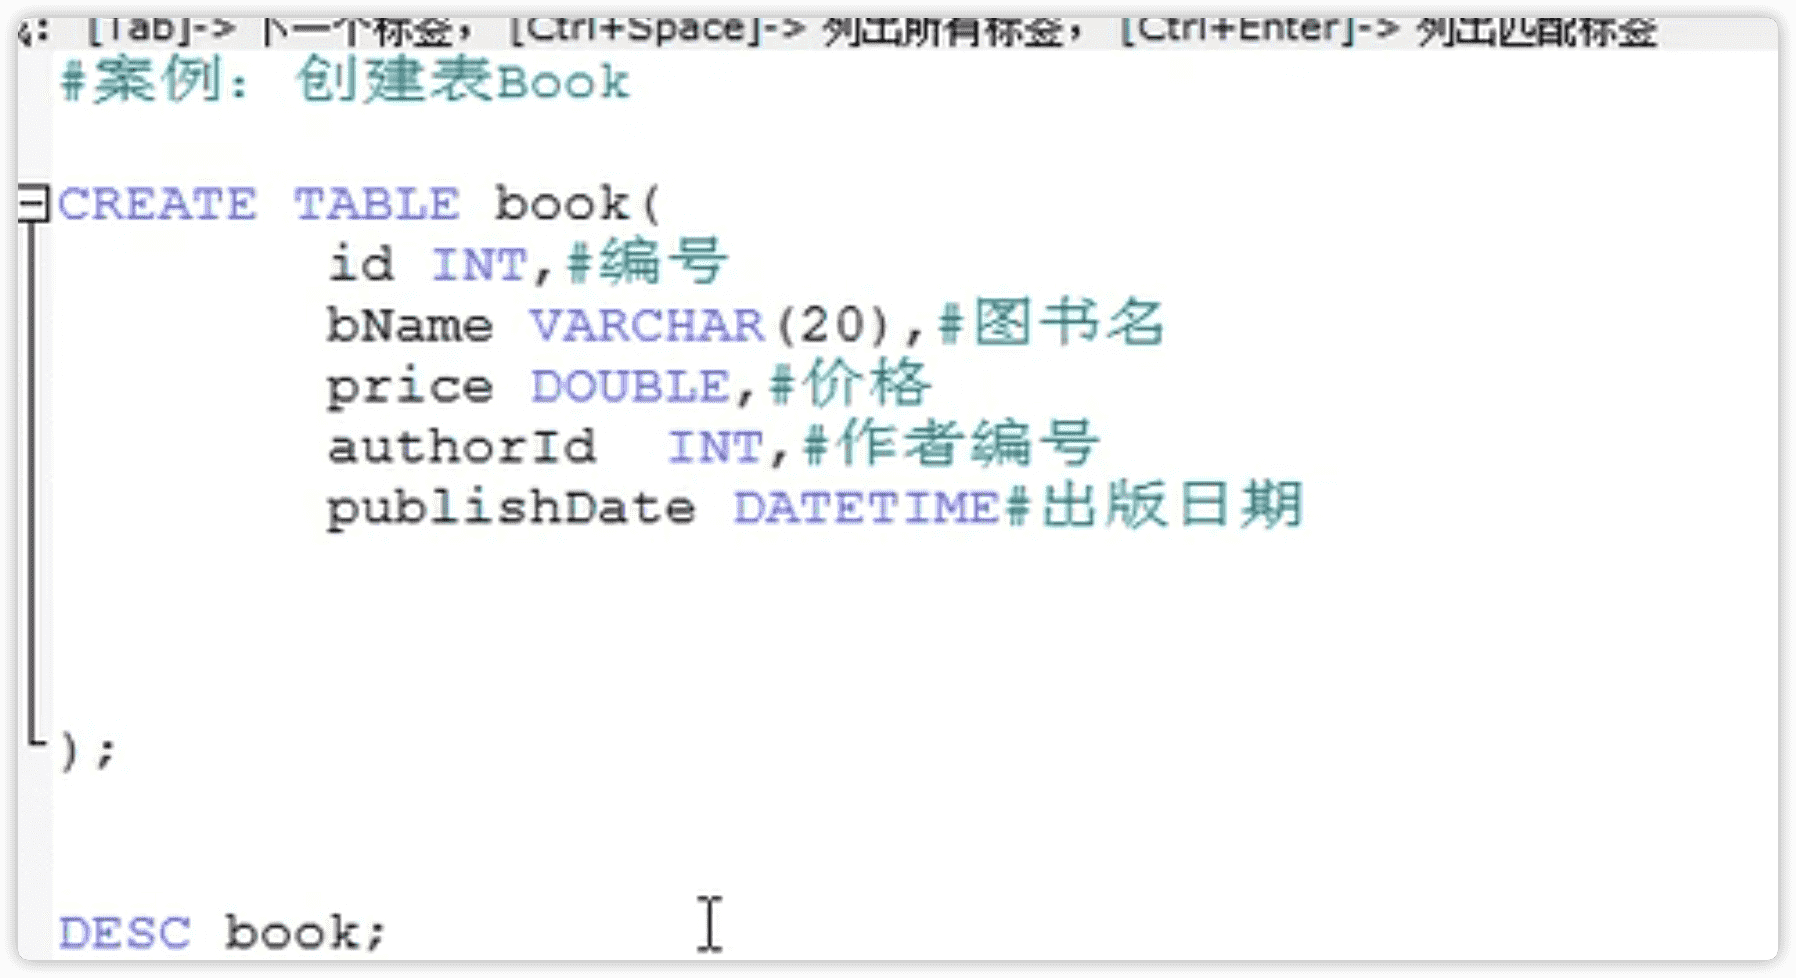 : [Tab]-> 下一个标签， [Ctrl+Space]-> 列出所有标签， [Ctrl+Enter]-> 列出匹配标签
#案例：创建表Book
CREATE TABLE book(
id INT,#编号
bName VARCHAR(20),#图书名
price DOUBLE,#价格
authorId  INT,#作者编号
publishDate DATETIME#出版日期
);
DESC book;